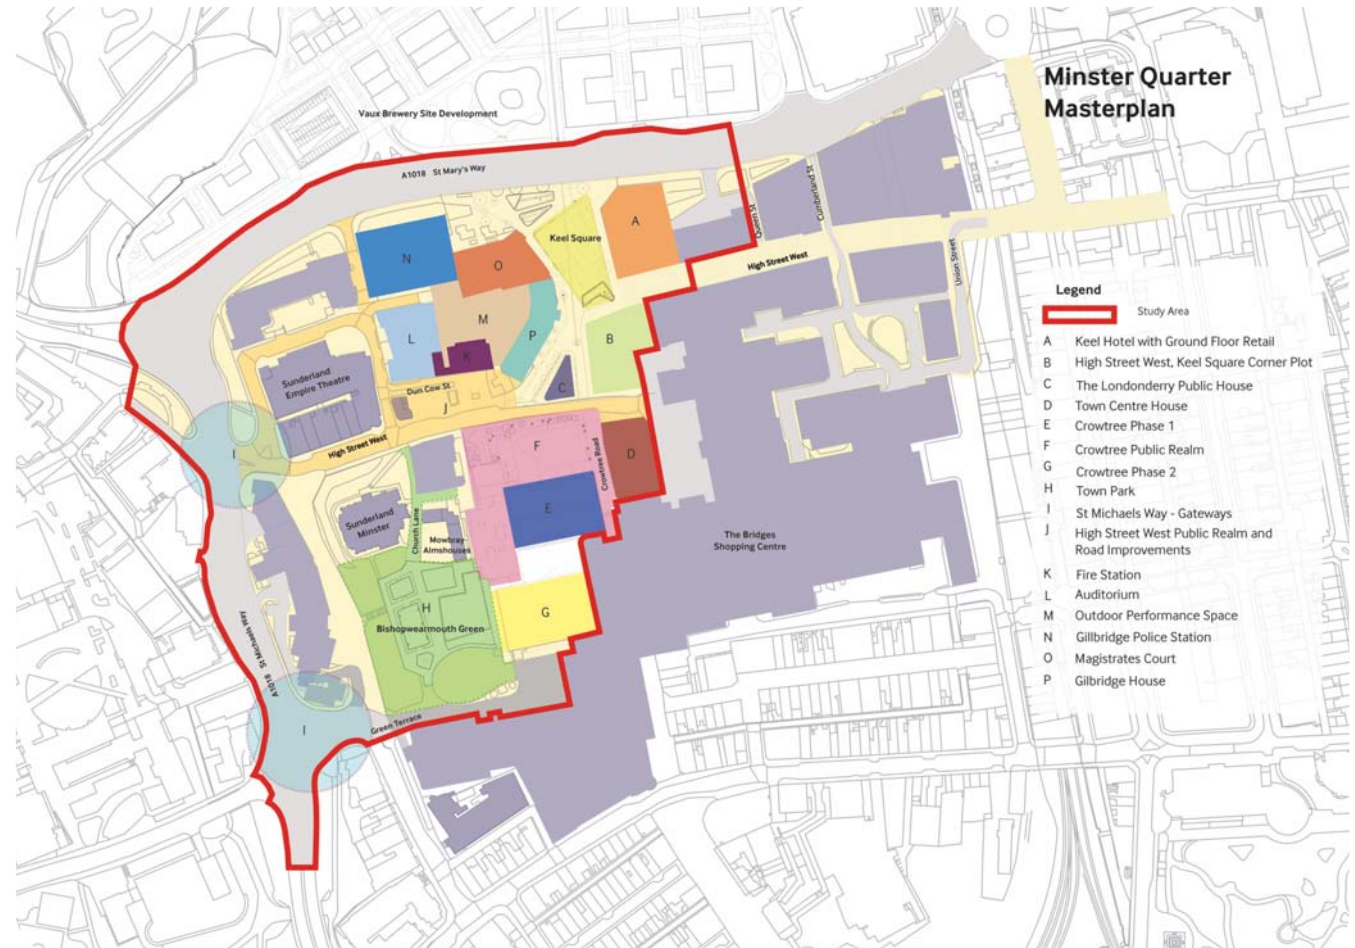 Minster Quarter
Masterplan
Vaux Brewery Site Development
A1018 St Mary's Way
Queen St
Cumberland St
Union Street
Keel Square
A
N
O
High Street West
M
L
P
B
K
Sunderland
Empire Theatre
Dun Cow St
C
J
High Street West
F
Crowtree Road
D
I
E
Sunderland
Minster
Church Lane
Mowbray
Almshouses
The Bridges
Shopping Centre
H
G
Bishopwearmouth Green
A1018 St Michaels Way
Green Terrace
I
Legend
Study Area
A Keel Hotel with Ground Floor Retail
B High Street West, Keel Square Corner Plot
C The Londonderry Public House
D Town Centre House
E Crowtree Phase 1
F Crowtree Public Realm
G Crowtree Phase 2
H Town Park
I St Michaels Way - Gateways
J High Street West Public Realm and
Road Improvements
K Fire Station
L Auditorium
M Outdoor Performance Space
N Gillbridge Police Station
O Magistrates Court
P Gilbridge House